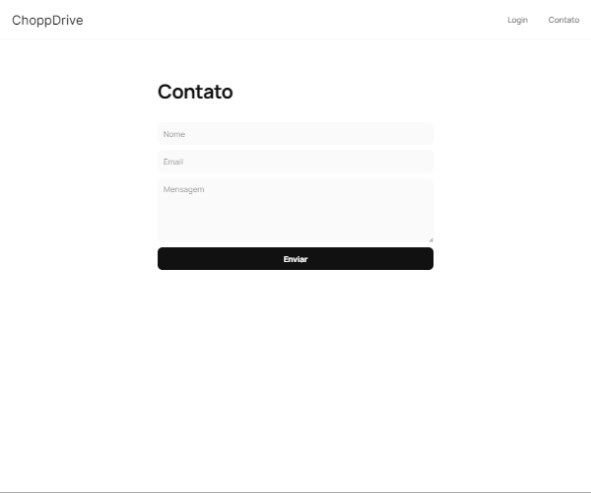 ChoppDrive
Login Contato
Contato
Nome
Email
Mensagem
Enviar